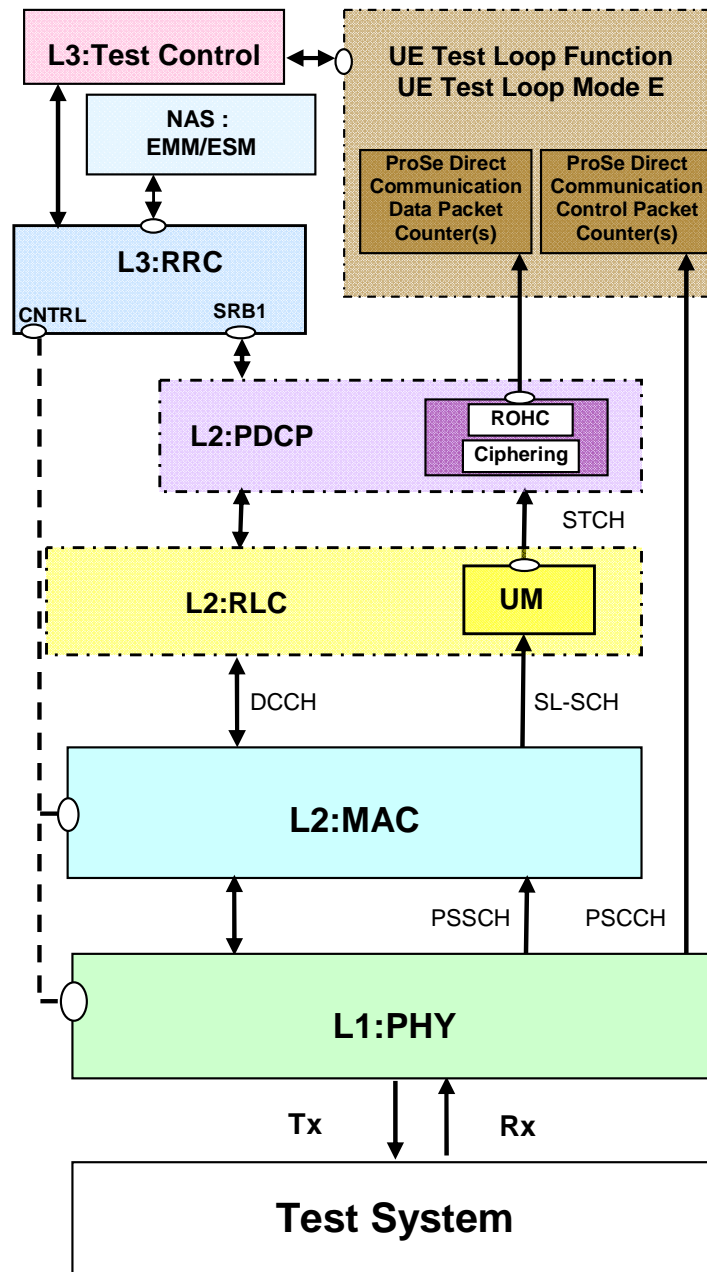 L3:Test Control
UE Test Loop Function
UE Test Loop Mode E
NAS :
EMM/ESM
ProSe Direct
Communication
Data Packet
Counter(s)
ProSe Direct
Communication
Control Packet
Counter(s)
L3:RRC
CNTRL
SRB1
L2:PDCP
ROHC
Ciphering
STCH
L2:RLC
UM
DCCH
SL-SCH
L2:MAC
PSSCH
PSCCH
L1:PHY
Tx
Rx
Test System